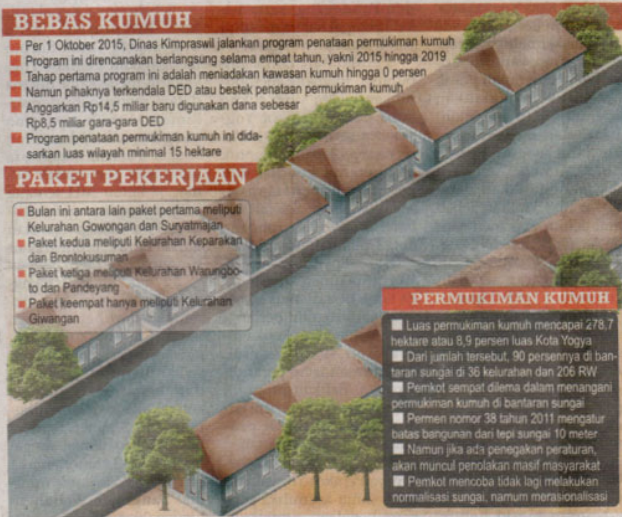 BEBAS KUMUH
Per 1 Oktober 2015, Dinas Kimpraswil jalankan program penataan permukiman kumuh
Program ini direncanakan berlangsung selama empat tahun, yakni 2015 hingga 2019
Tahap pertama program ini adalah meniadakan kawasan kumuh hingga 0 persen
Namun pihaknya terkendala DED atau bestek penataan permukiman kumuh
Anggarkan Rp14,5 miliar baru digunakan dana sebesar
Rp8,5 miliar gara-gara DED
Program penataan permukiman kumuh ini dida-
sarkan luas wilayah minimal 15 hektare
PAKET PEKERJAAN
Bulan ini antara lain paket pertama meliputi
Kelurahan Gowongan dan Suryatmajan
Paket kedua meliputi Kelurahan Keparakan
dan Brontokusuman
Paket ketiga meliputi Kelurahan Warungbo-
to dan Pandeyang
Paket keempat hanya meliputi Kelurahan
Giwangan
PERMUKIMAN KUMUH
Luas permukiman kumuh mencapai 278,7
hektare atau 8,9 persen luas Kota Yogya
Dari jumlah tersebut, 90 persennya di ban-
taran sungai di 36 kelurahan dan 206 RW
Pemkot sempat dilema dalam menangani
permukiman kumuh di bantaran sungai
Permen nomor 38 tahun 2011 mengatur
batas bangunan dari tepi sungai 10 meter
Namun jika ada penegakan peraturan,
akan muncul penolakan masif masyarakat
Pemkot mencoba tidak lagi melakukan
normalisasi sungai, namum merasionalisasi